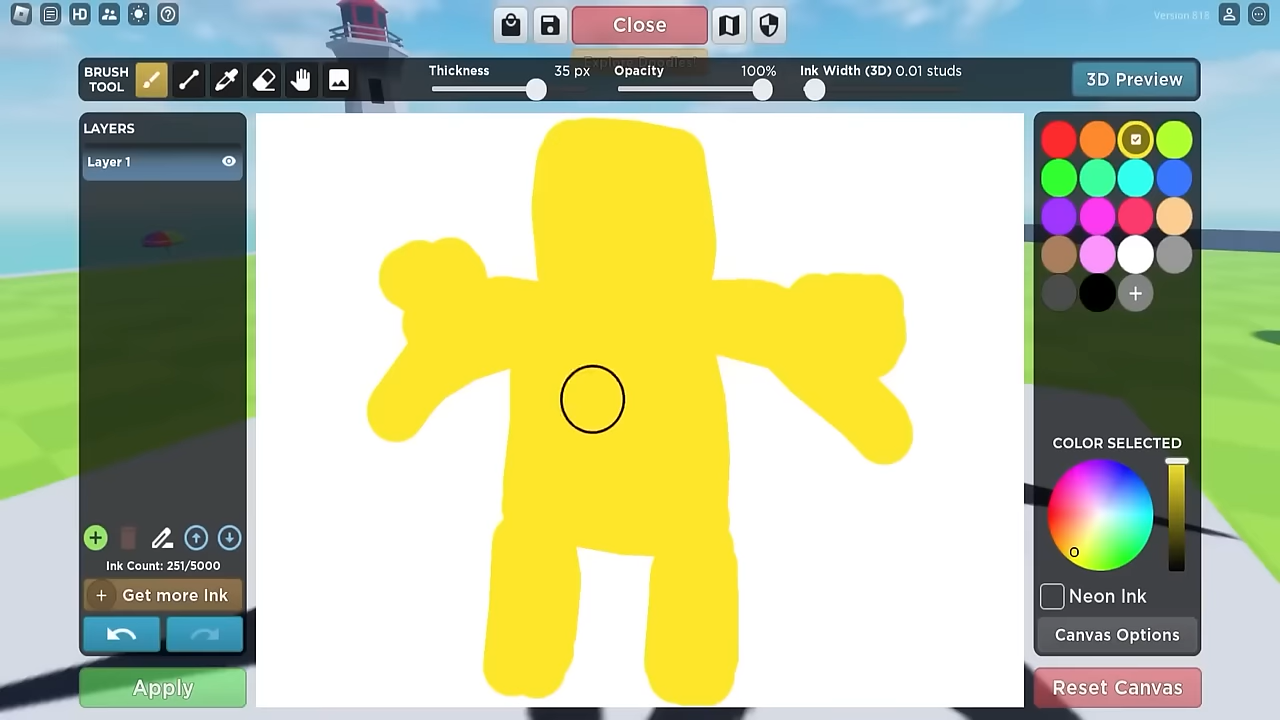 HD
Close
Version 818
BRUSH
TOOL
Thickness
35 px
Opacity
100%
Ink Width (3D)
0.01 studs
3D Preview
LAYERS
Layer 1
Ink Count: 251/5000
+ Get more Ink
Apply
COLOR SELECTED
Neon Ink
Canvas Options
Reset Canvas